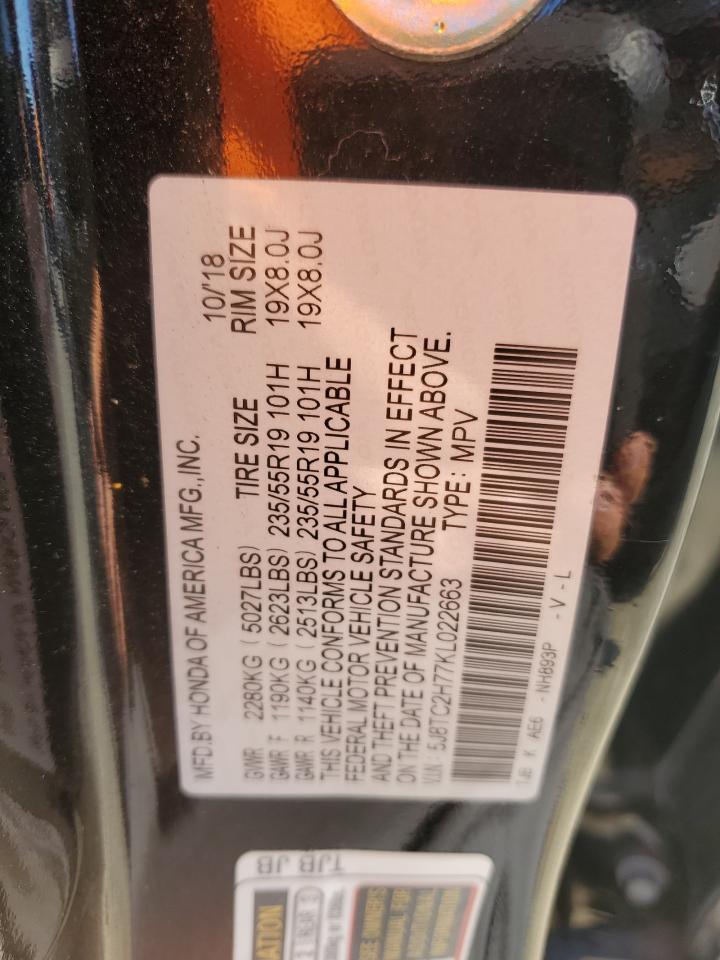 MFD.BY HONDA OF AMERICA MFG.,INC. 10/'18
TIRE SIZE RIM SIZE
GVWR 2280KG ( 5027LBS)
GAWR F 1190KG ( 2623LBS) 235/55R19 101H 19X8.0J
GAWR R 1140KG ( 2513LBS) 235/55R19 101H 19X8.0J
THIS VEHICLE CONFORMS TO ALL APPLICABLE
FEDERAL MOTOR VEHICLE SAFETY
AND THEFT PREVENTION STANDARDS IN EFFECT
ON THE DATE OF MANUFACTURE SHOWN ABOVE.
V.I.N. : 5J8TC2H77KL022663 TYPE : MPV
TJB K AE6 - NH893P - V - L
TJB JB